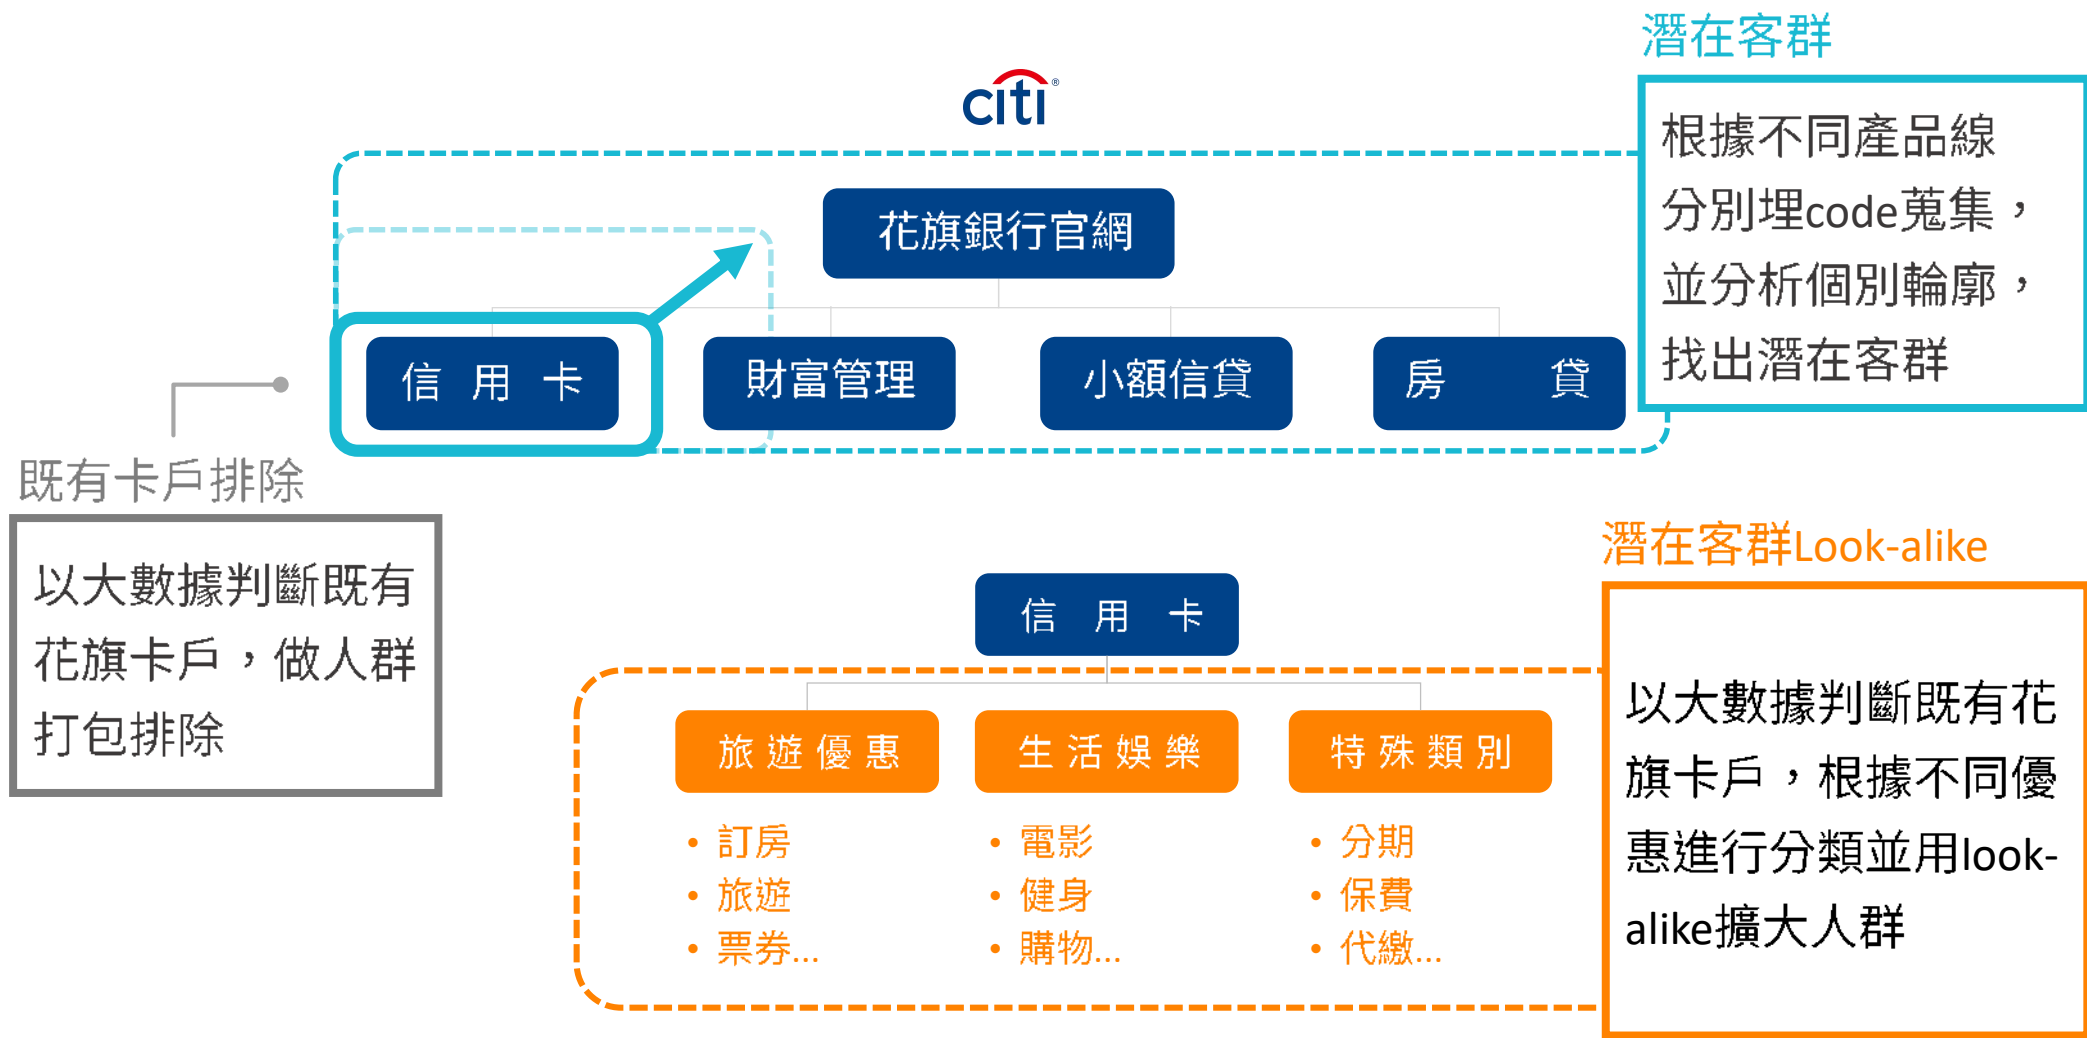 潛在客群
citi®
根據不同產品線
分別埋code蒐集，
並分析個別輪廓，
找出潛在客群
花旗銀行官網
信 用 卡
財富管理
小額信貸
房 貸
既有卡戶排除
以大數據判斷既有
花旗卡戶，做人群
打包排除
潛在客群Look-alike
以大數據判斷既有花
旗卡戶，根據不同優
惠進行分類並用look-
alike擴大人群
信 用 卡
旅遊優惠
生活娛樂
特殊類別
• 訂房
• 旅遊
• 票券...
• 電影
• 健身
• 購物...
• 分期
• 保費
• 代繳...